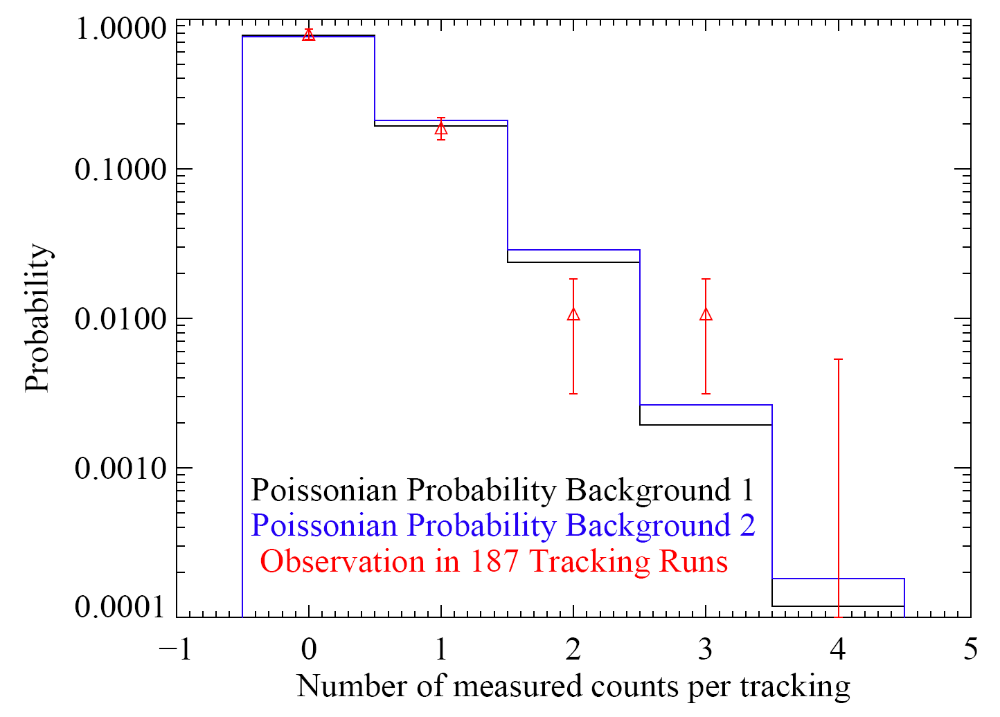 1.0000
0.1000
0.0100
0.0010
0.0001
Probability
Poissonian Probability Background 1
Poissonian Probability Background 2
Observation in 187 Tracking Runs
−1 0 1 2 3 4 5
Number of measured counts per tracking